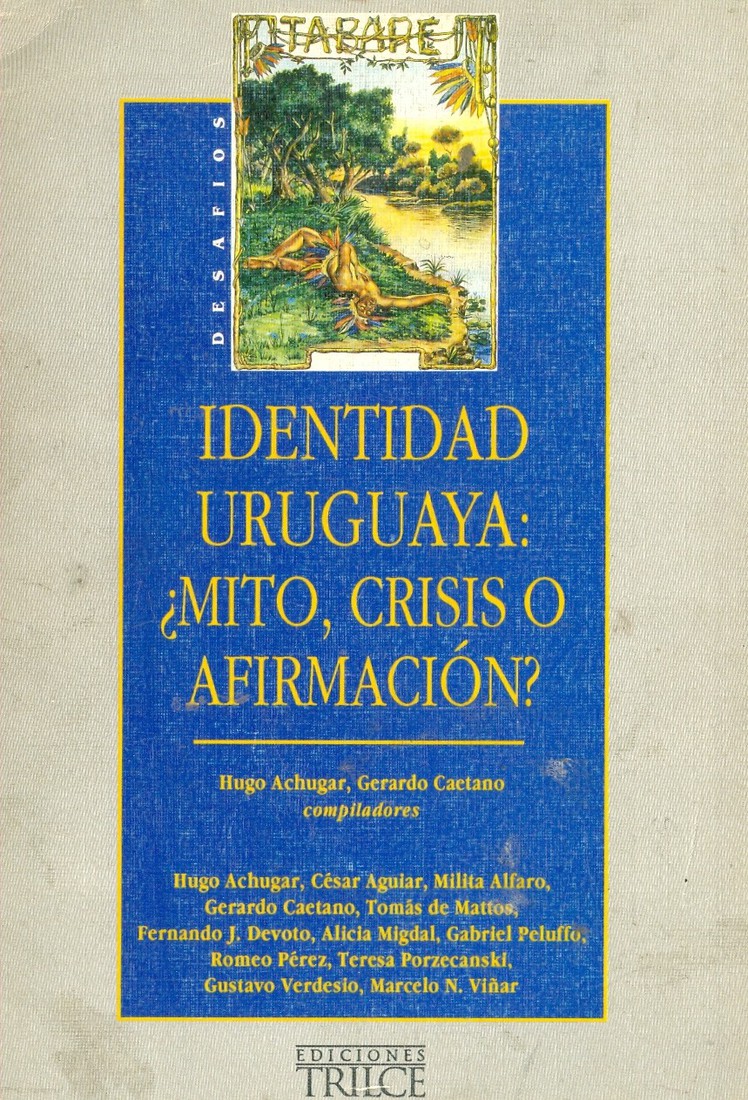 TABARE
DESAFIOS
IDENTIDAD
URUGUAYA:
¿MITO, CRISIS O
AFIRMACIÓN?
Hugo Achugar, Gerardo Caetano
compiladores
Hugo Achugar, César Aguiar, Milita Alfaro,
Gerardo Caetano, Tomás de Mattos,
Fernando J. Devoto, Alicia Migdal, Gabriel Peluffo,
Romeo Pérez, Teresa Porzecanski,
Gustavo Verdesio, Marcelo N. Viñar
EDICIONES
TRILCE